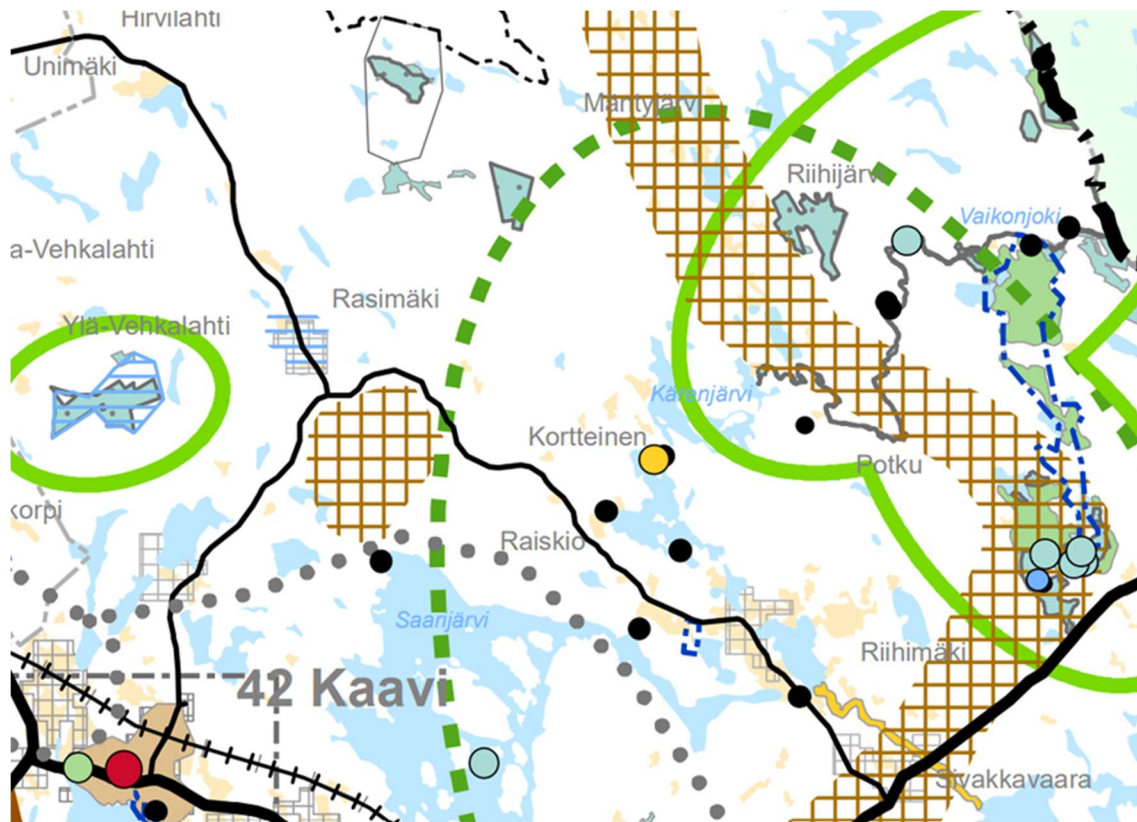 Hirvilahti
Unimäki
Mäntyjärvi
Riihijärvi
Vaikonjoki
a-Vehkalahti
Rasimäki
Ylä-Vehkalahti
Kärenjärvi
Kortteinen
Potku
korpi
Raiskio
Saarijärvi
Riihimäki
42 Kaavi
Sivakkavaara